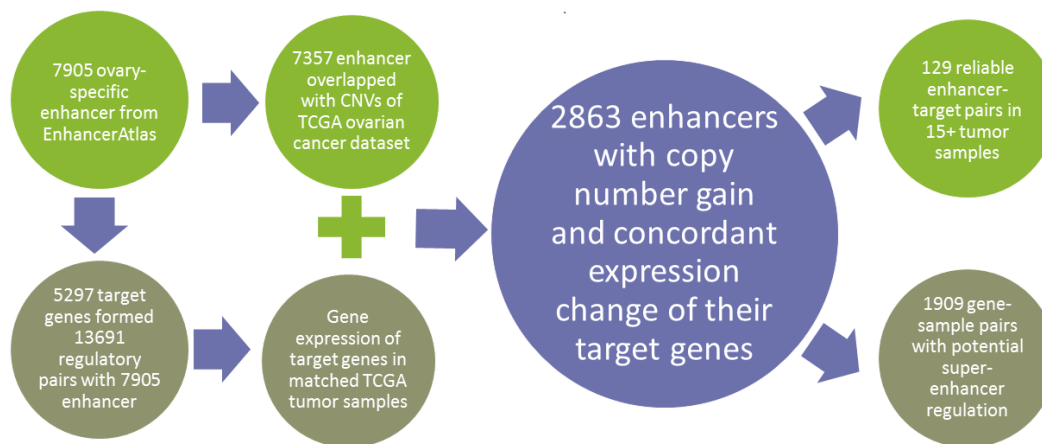 7905 ovary-
specific
enhancer from
EnhancerAtlas
7357 enhancer
overlapped
with CNVs of
TCGA ovarian
cancer dataset
5297 target
genes formed
13691
regulatory
pairs with 7905
enhancer
Gene
expression of
target genes in
matched TCGA
tumor samples
2863 enhancers
with copy
number gain
and concordant
expression
change of their
target genes
129 reliable
enhancer-
target pairs in
15+ tumor
samples
1909 gene-
sample pairs
with potential
super-
enhancer
regulation